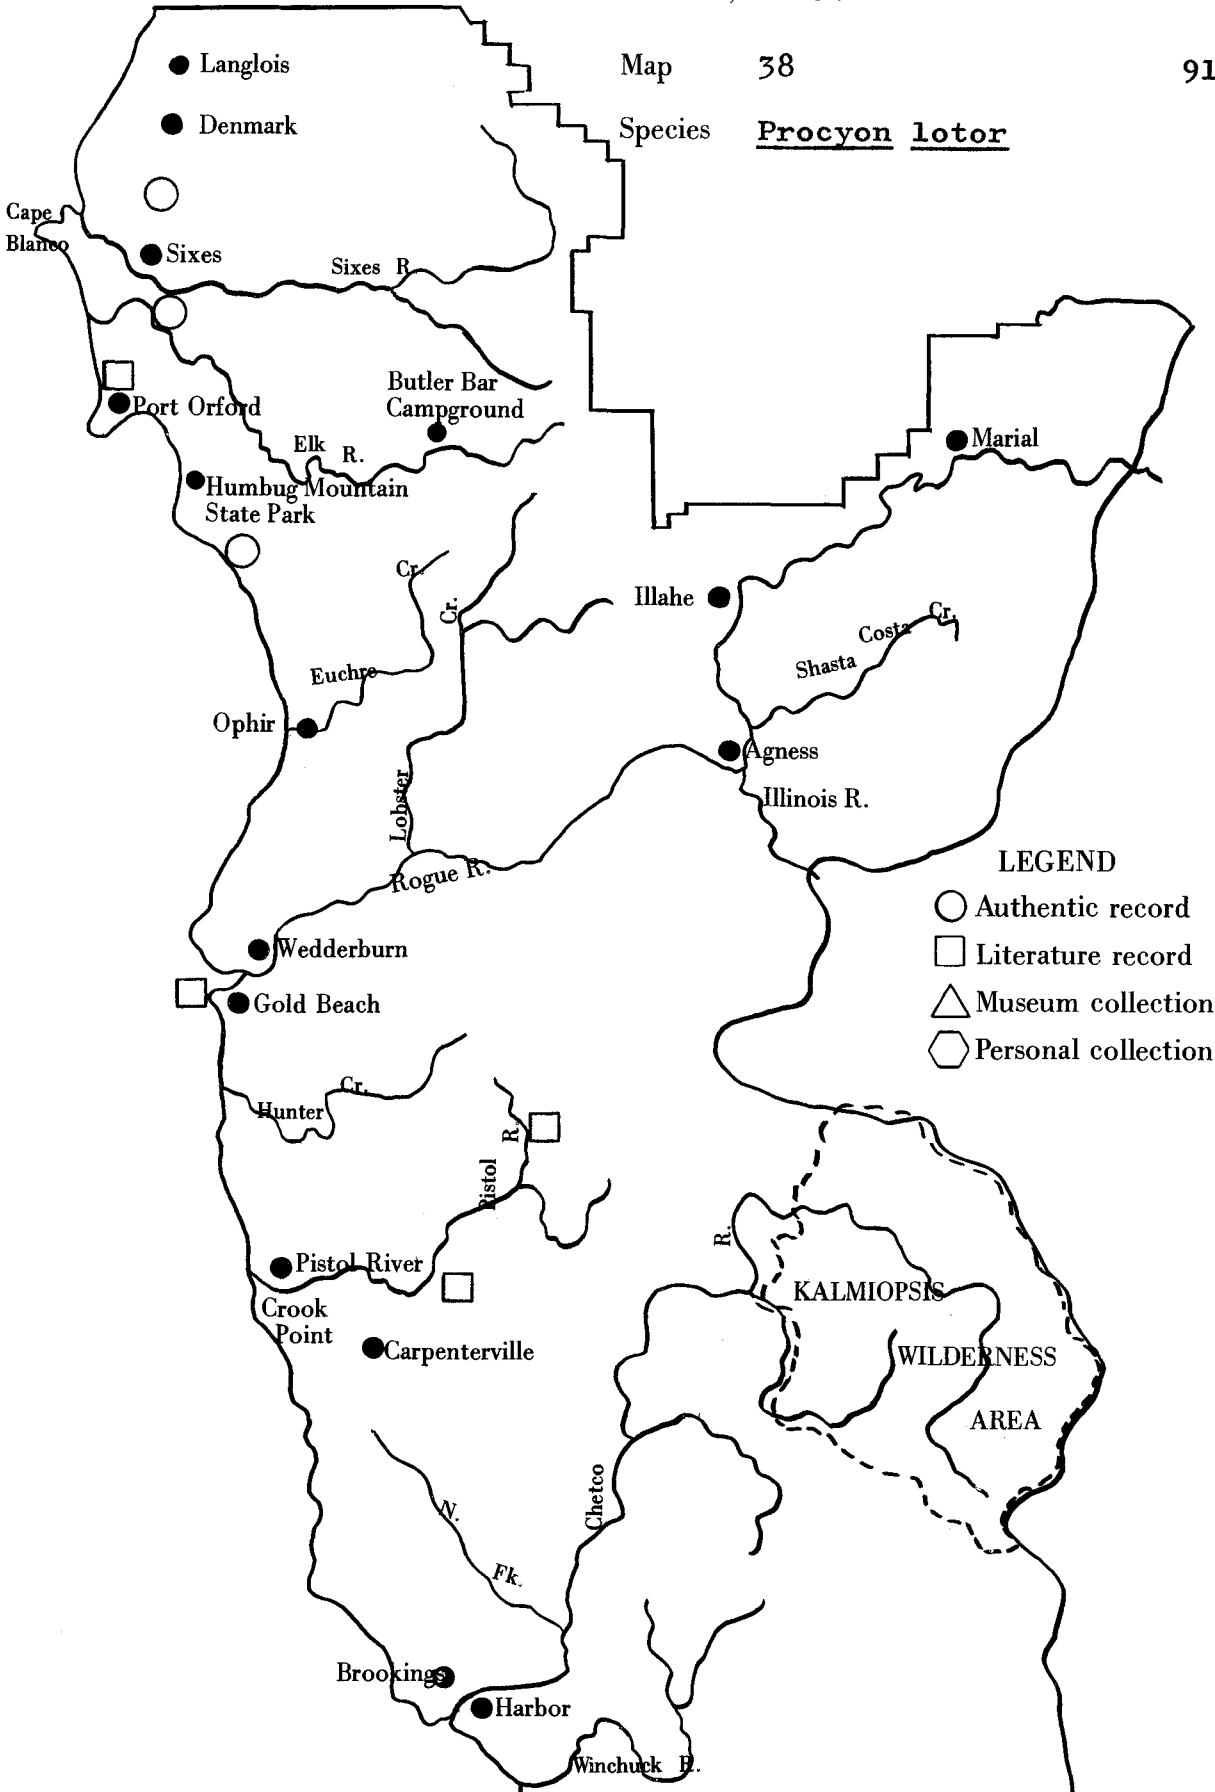 Map 38 91
Species Procyon lotor
Langlois
Denmark
Cape
Blanco
Sixes
Sixes R
Butler Bar
Campground
Port Orford
Elk R.
Marial
Humbug Mountain
State Park
Cr.
Cr.
Illahe
Shasta Costa Cr.
Euchre
Ophir
Agness
Lobster
Illinois R.
Rogue R.
LEGEND
Authentic record
Literature record
Museum collection
Personal collection
Wedderburn
Gold Beach
Hunter Cr.
Pistol R.
R.
Pistol River
Crook
Point
KALMIOPSIS
WILDERNESS
AREA
Carpenterville
Chetco
N.
Fk.
Brookings
Harbor
Winchuck R.